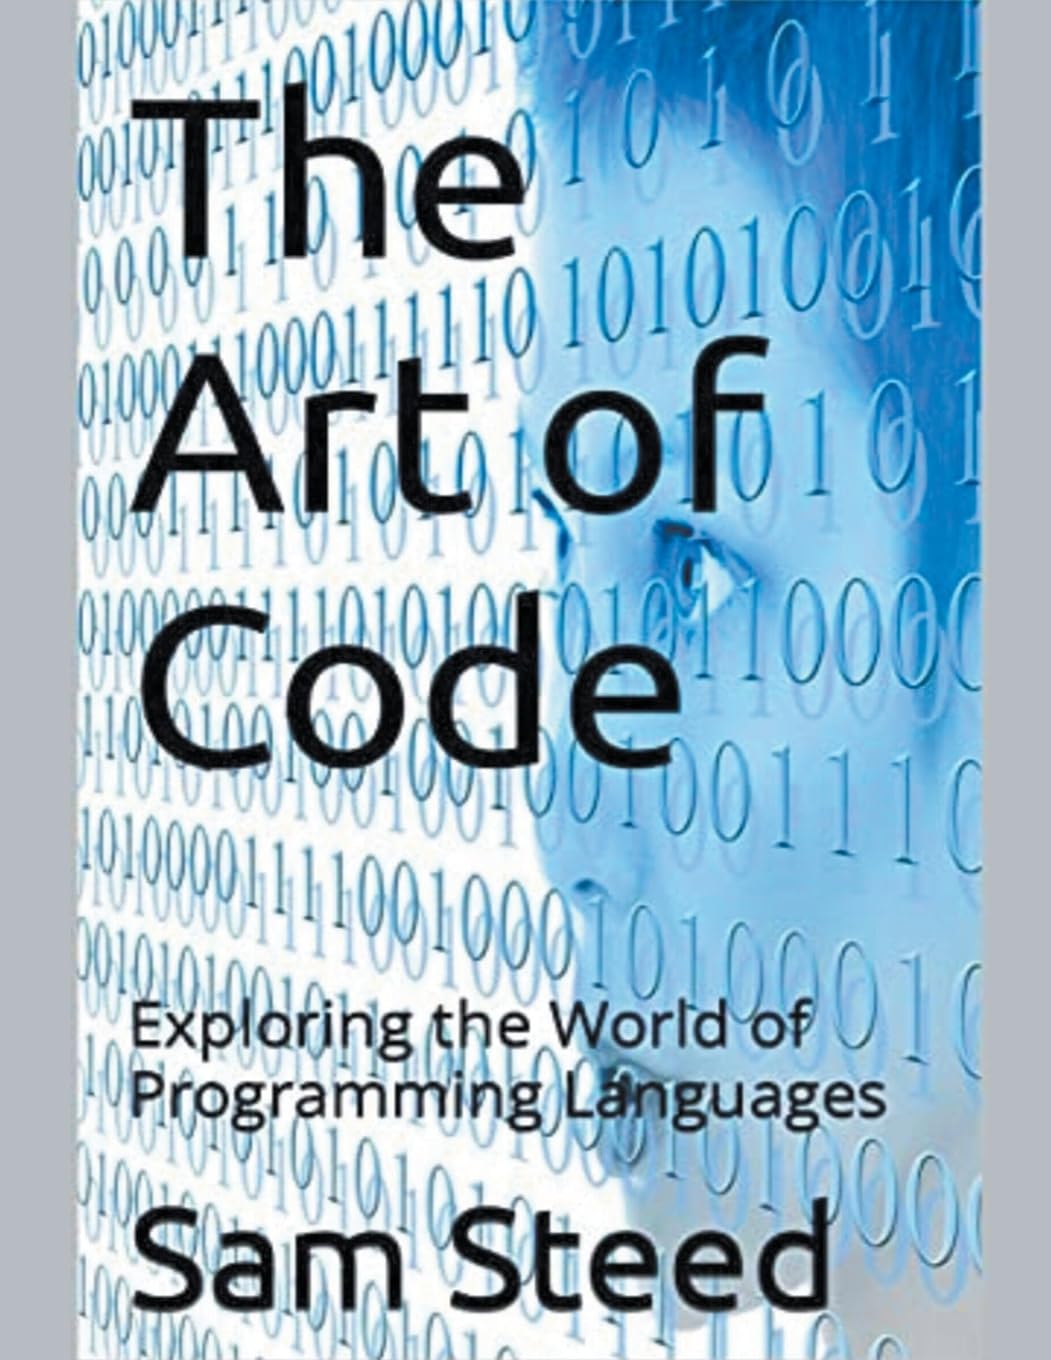 The
Art of
Code
Exploring the World of
Programming Languages
Sam Steed